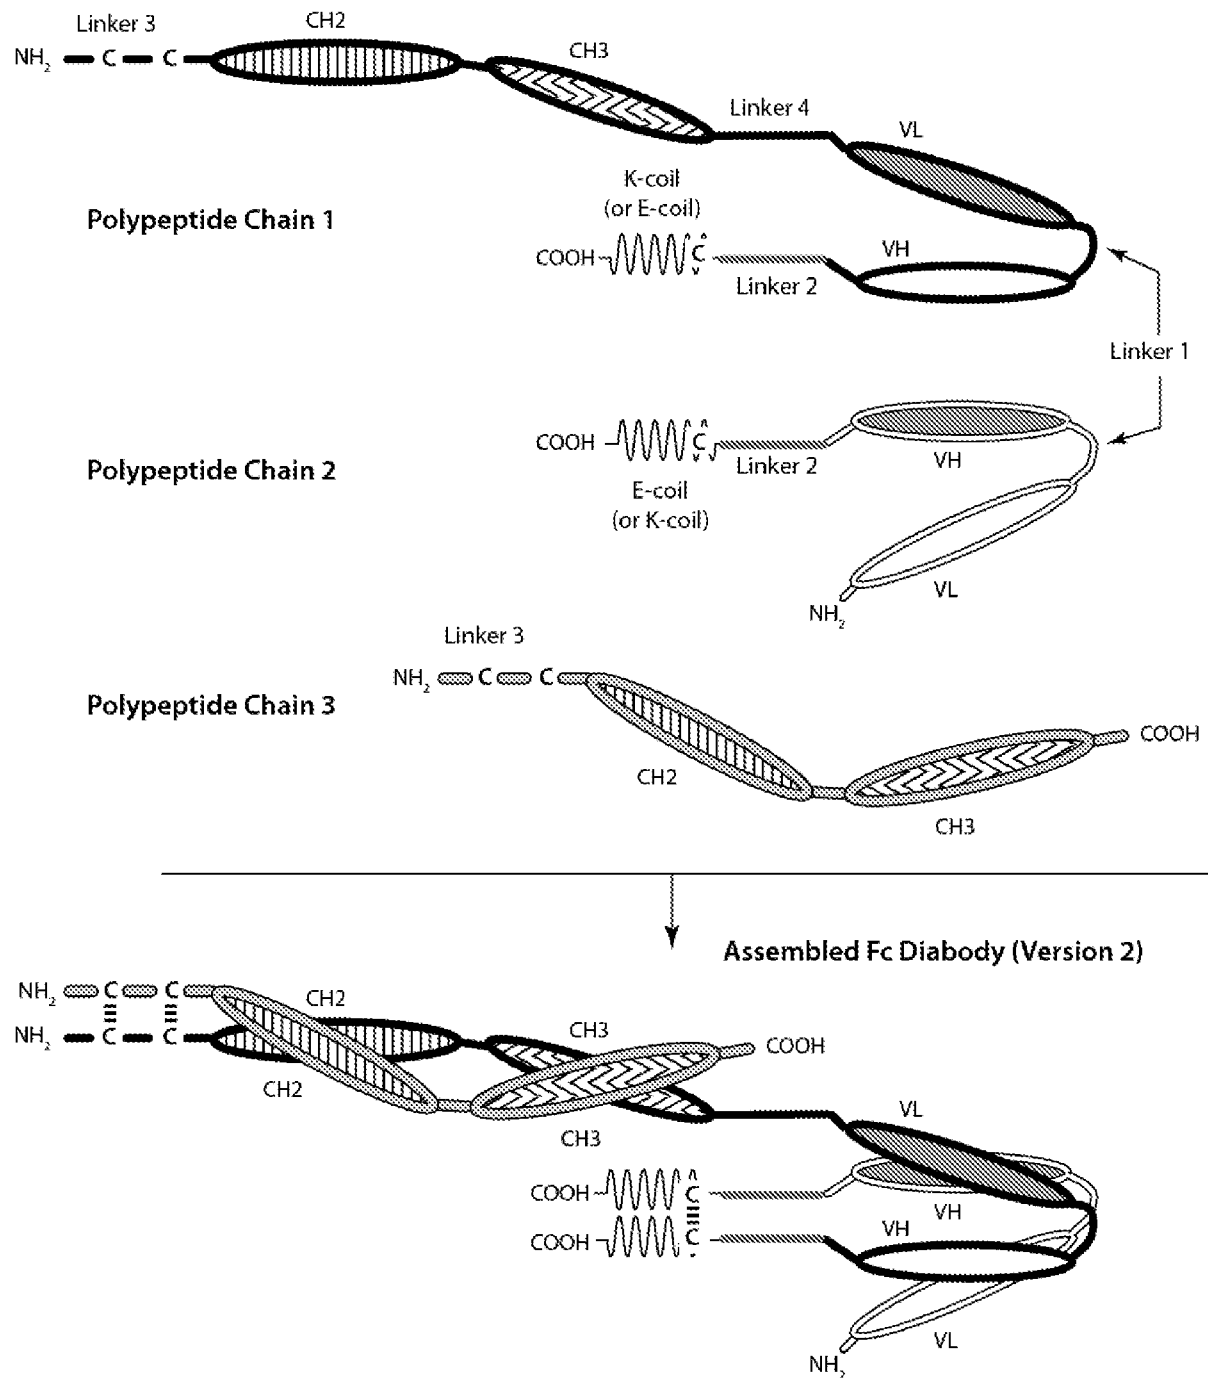 Linker 3
CH2
NH2 C C
CH3
Linker 4
VL
K-coil
(or E-coil)
Polypeptide Chain 1
COOH C
VH
Linker 2
Linker 1
COOH C
Linker 2
VH
Polypeptide Chain 2
E-coil
(or K-coil)
VL
NH2
Linker 3
NH2 C C
Polypeptide Chain 3
COOH
CH2
CH3
Assembled Fc Diabody (Version 2)
NH2 C C
CH2
CH3
NH2 C C
COOH
CH2
VL
CH3
COOH C
VH
VH
COOH C
VL
NH2